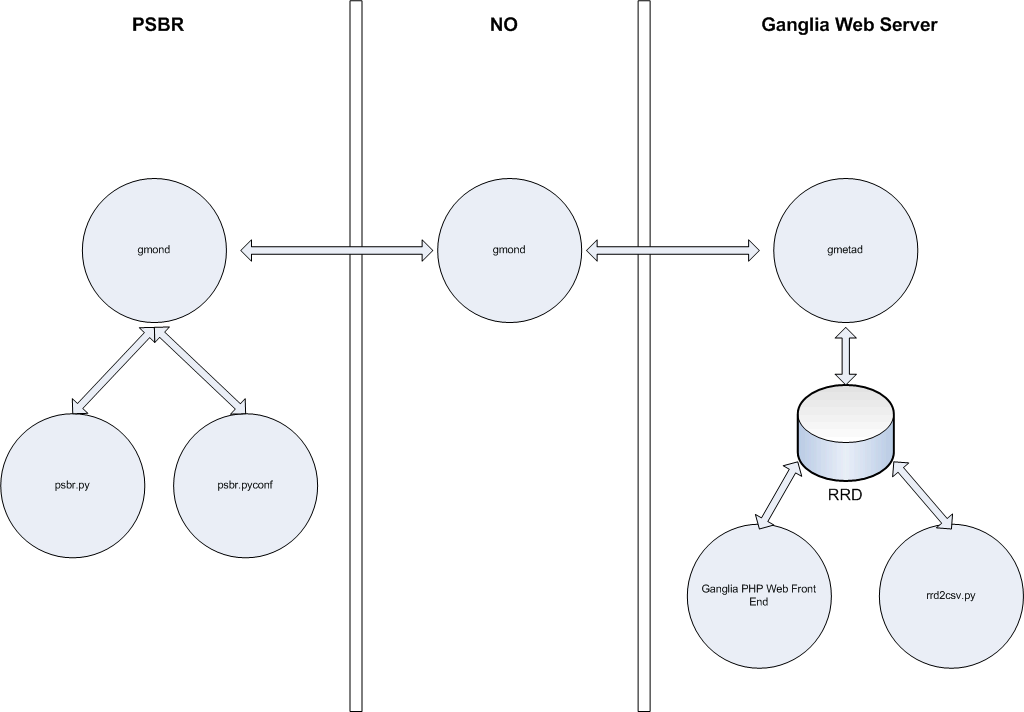 PSBR
NO
Ganglia Web Server
gmond
gmond
gmetad
psbr.py
psbr.pyconf
RRD
Ganglia PHP Web Front
End
rrd2csv.py